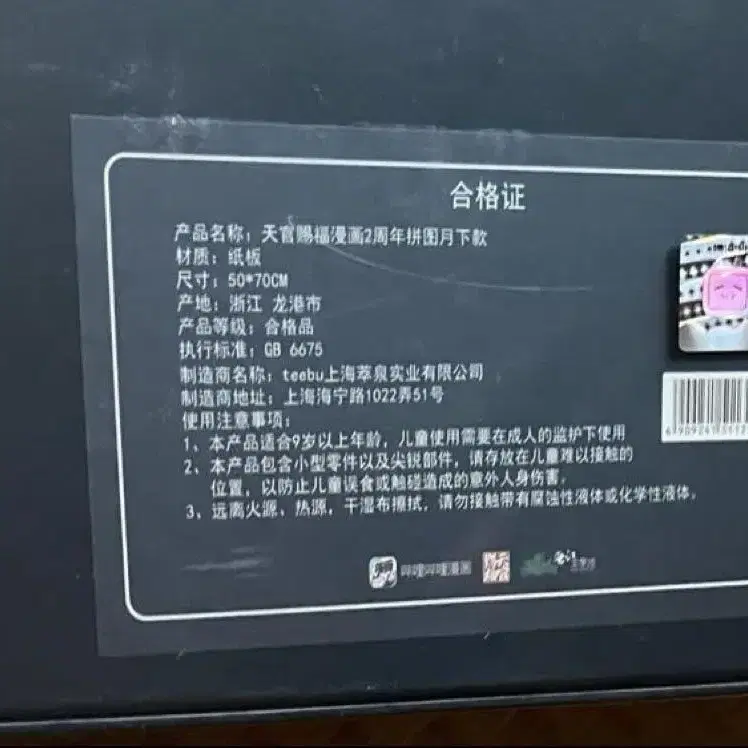 合格证
产品名称：天官赐福漫画2周年拼图月下款
材质：纸板
尺寸：50*70CM
产地：浙江 龙港市
产品等级：合格品
执行标准：GB 6675
制造商名称：teebu上海萃泉实业有限公司
制造商地址：上海海宁路1022弄51号
使用注意事项：
1、本产品适合9岁以上年龄，儿童使用需要在成人的监护下使用
2、本产品包含小型零件以及尖锐部件，请存放在儿童难以接触的
位置，以防止儿童误食或触碰造成的意外人身伤害。
3、远离火源、热源，干湿布擦拭，请勿接触带有腐蚀性液体或化学性液体。
哔哩哔哩漫画